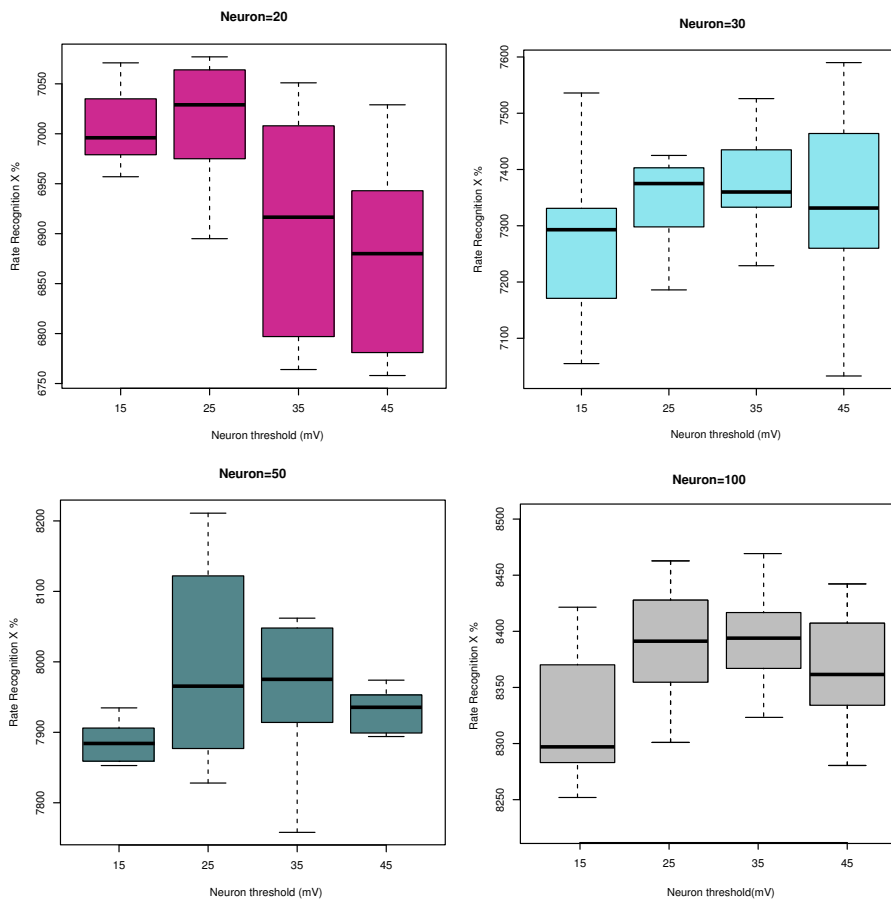 Neuron=20
Rate Recognition X %
7050
7000
6950
6900
6850
6800
6750
15 25 35 45
Neuron threshold (mV)
Neuron=30
Rate Recognition X %
7600
7500
7400
7300
7200
7100
15 25 35 45
Neuron threshold (mV)
Neuron=50
Rate Recognition X %
8200
8100
8000
7900
7800
15 25 35 45
Neuron threshold (mV)
Neuron=100
Rate Recognition X %
8500
8450
8400
8350
8300
8250
15 25 35 45
Neuron threshold(mV)